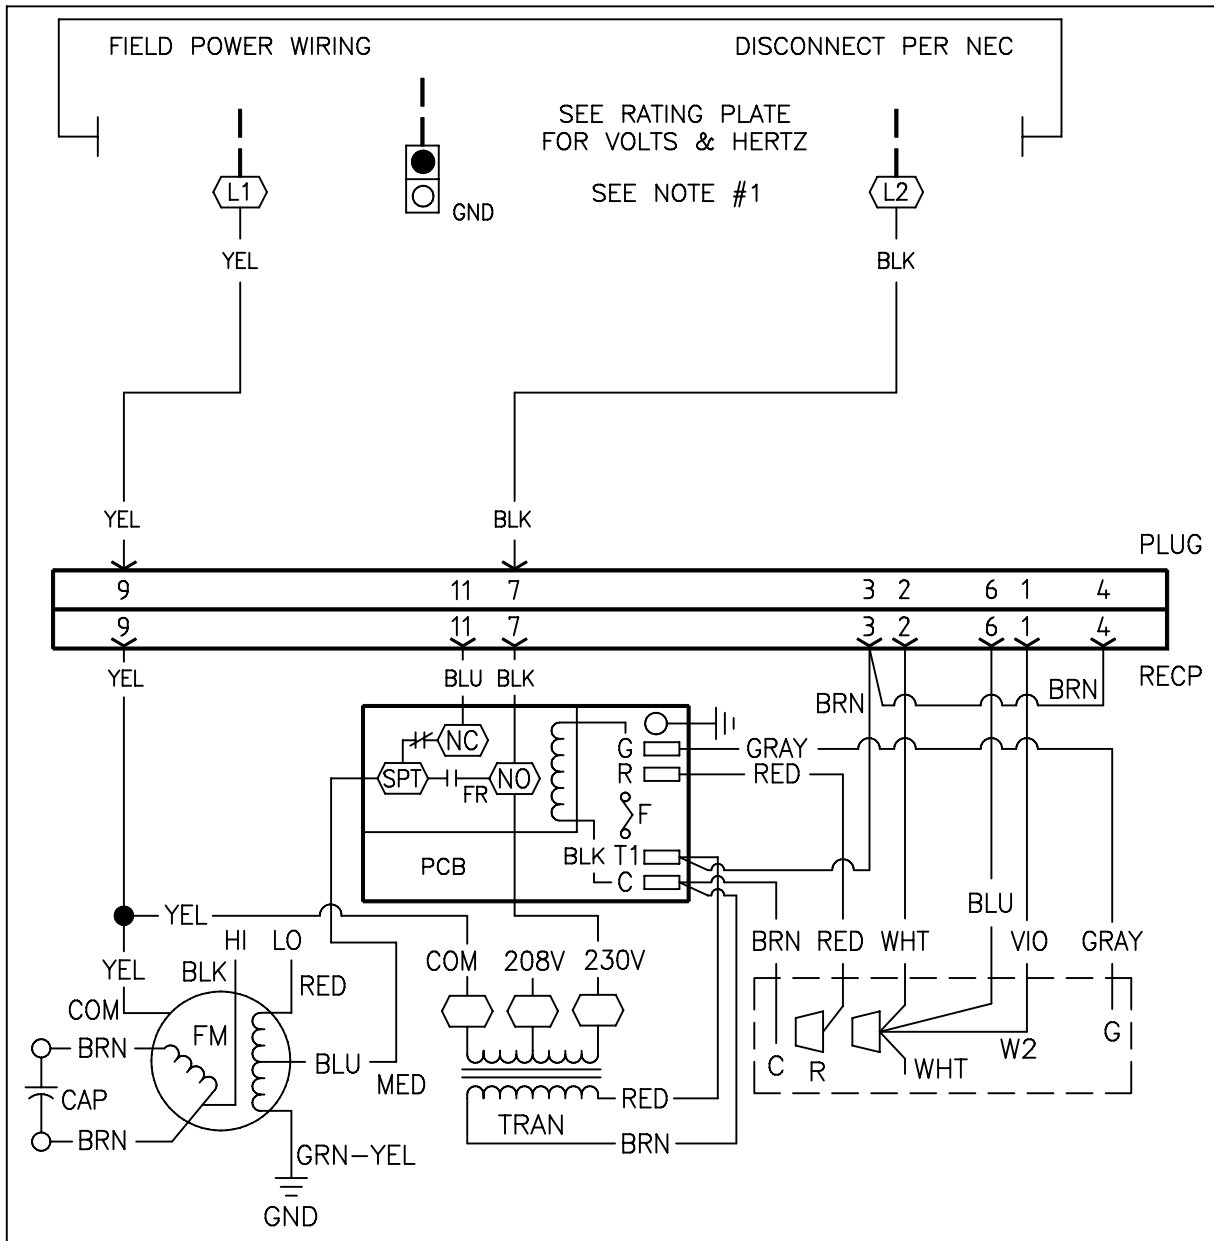 FIELD POWER WIRING
DISCONNECT PER NEC
SEE RATING PLATE
FOR VOLTS & HERTZ
SEE NOTE #1
L1
GND
L2
YEL
BLK
YEL
BLK
PLUG
9 11 7 3 2 6 1 4
9 11 7 3 2 6 1 4
RECP
YEL
BLU BLK
BRN
BRN
NC
G
GRAY
SPT
FR
NO
R
RED
F
PCB
BLK T1
C
BLU
YEL
HI LO
COM 208V 230V
BRN RED WHT VIO GRAY
YEL
BLK
RED
COM
FM
BRN
BLU
MED
CAP
BRN
C
R
WHT
W2
G
RED
TRAN
BRN
GRN-YEL
GND